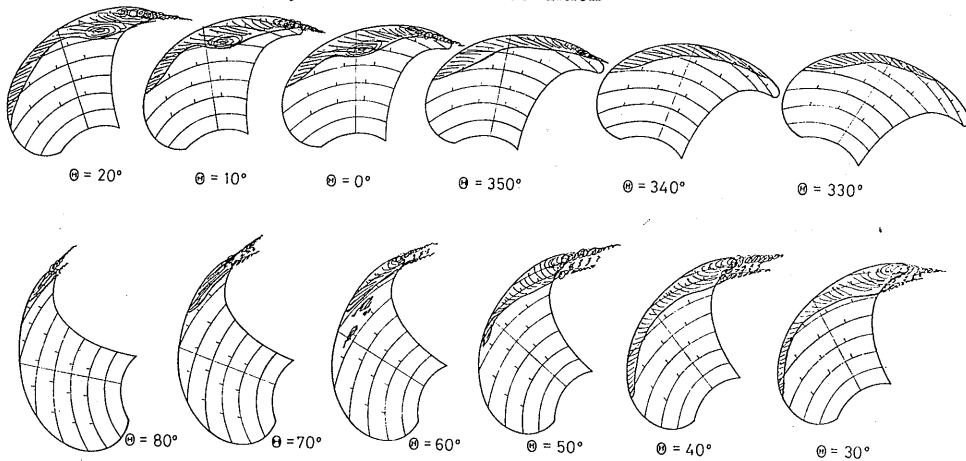 Θ = 20°
Θ = 10°
Θ = 0°
Θ = 350°
Θ = 340°
Θ = 330°
Θ = 80°
Θ = 70°
Θ = 60°
Θ = 50°
Θ = 40°
Θ = 30°